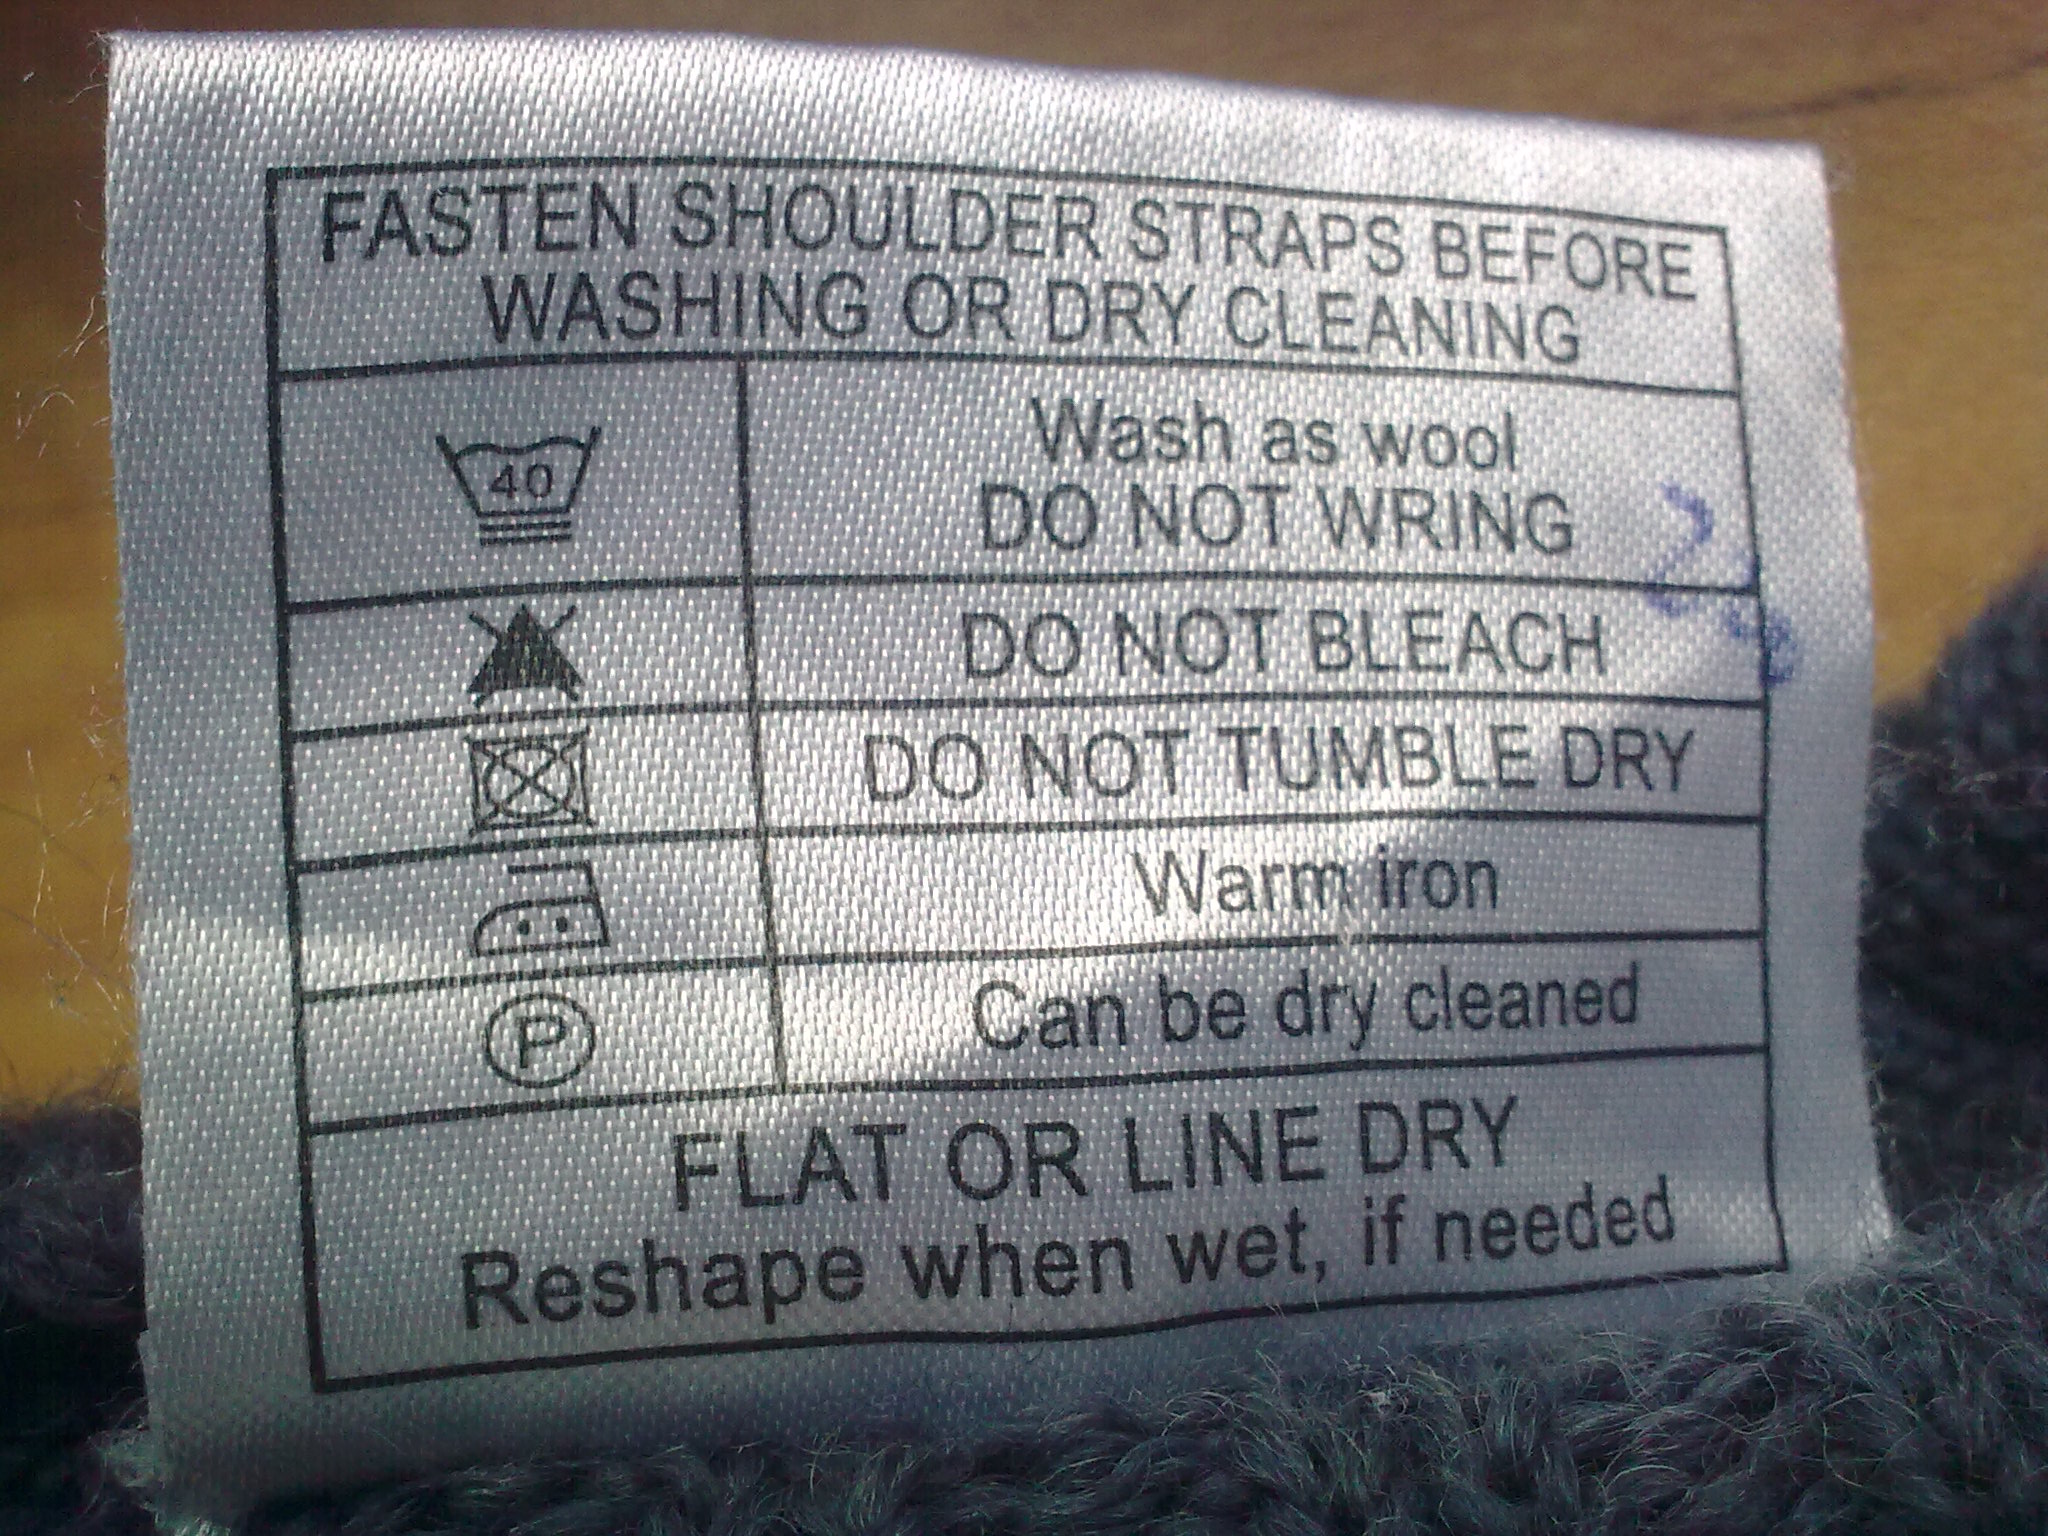 FASTEN SHOULDER STRAPS BEFORE
WASHING OR DRY CLEANING
40
Wash as wool
DO NOT WRING
DO NOT BLEACH
DO NOT TUMBLE DRY
Warm iron
P
Can be dry cleaned
FLAT OR LINE DRY
Reshape when wet, if needed